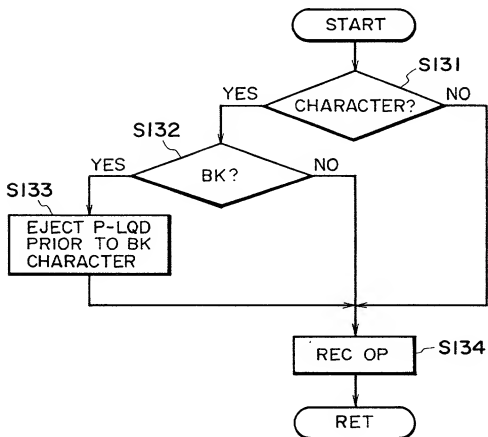 START
S131
YES
CHARACTER?
NO
S132
YES
BK?
NO
S133
EJECT P-LQD
PRIOR TO BK
CHARACTER
REC OP
S134
RET